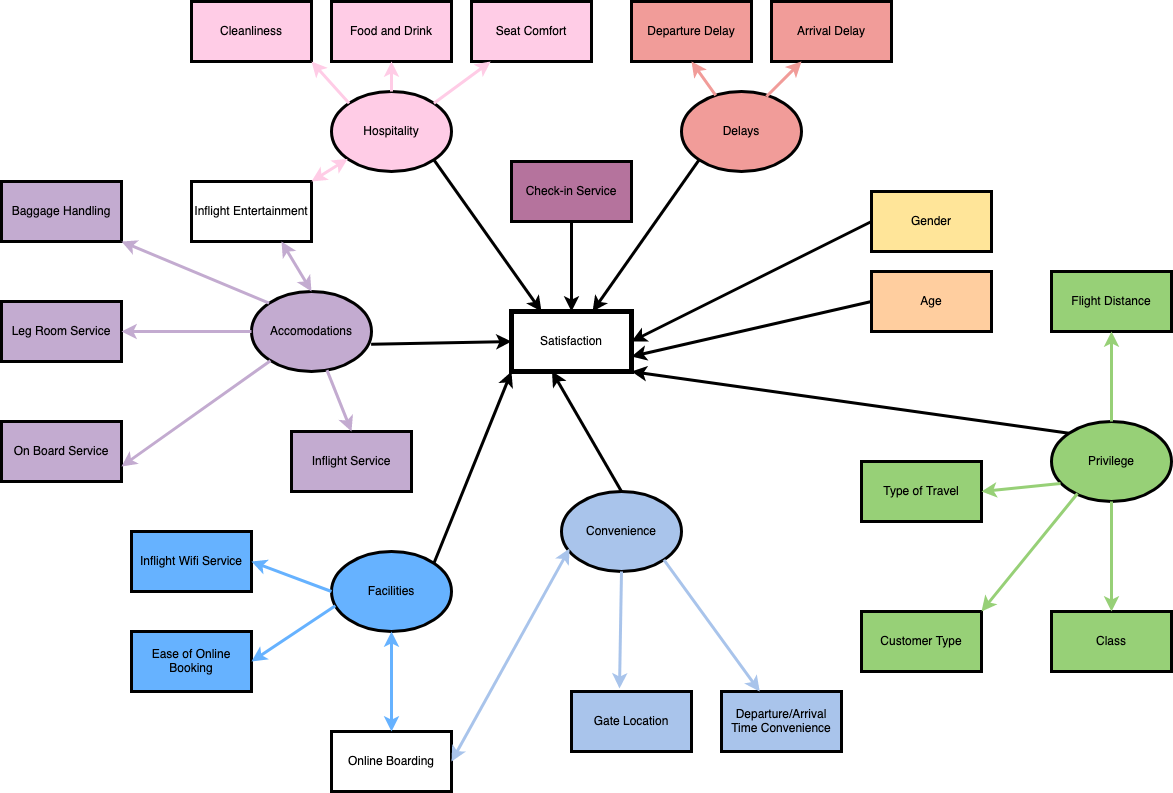 Cleanliness
Food and Drink
Seat Comfort
Departure Delay
Arrival Delay
Hospitality
Delays
Check-in Service
Baggage Handling
Inflight Entertainment
Gender
Age
Flight Distance
Leg Room Service
Accomodations
Satisfaction
On Board Service
Inflight Service
Privilege
Type of Travel
Convenience
Inflight Wifi Service
Facilities
Ease of Online
Booking
Customer Type
Class
Gate Location
Departure/Arrival
Time Convenience
Online Boarding